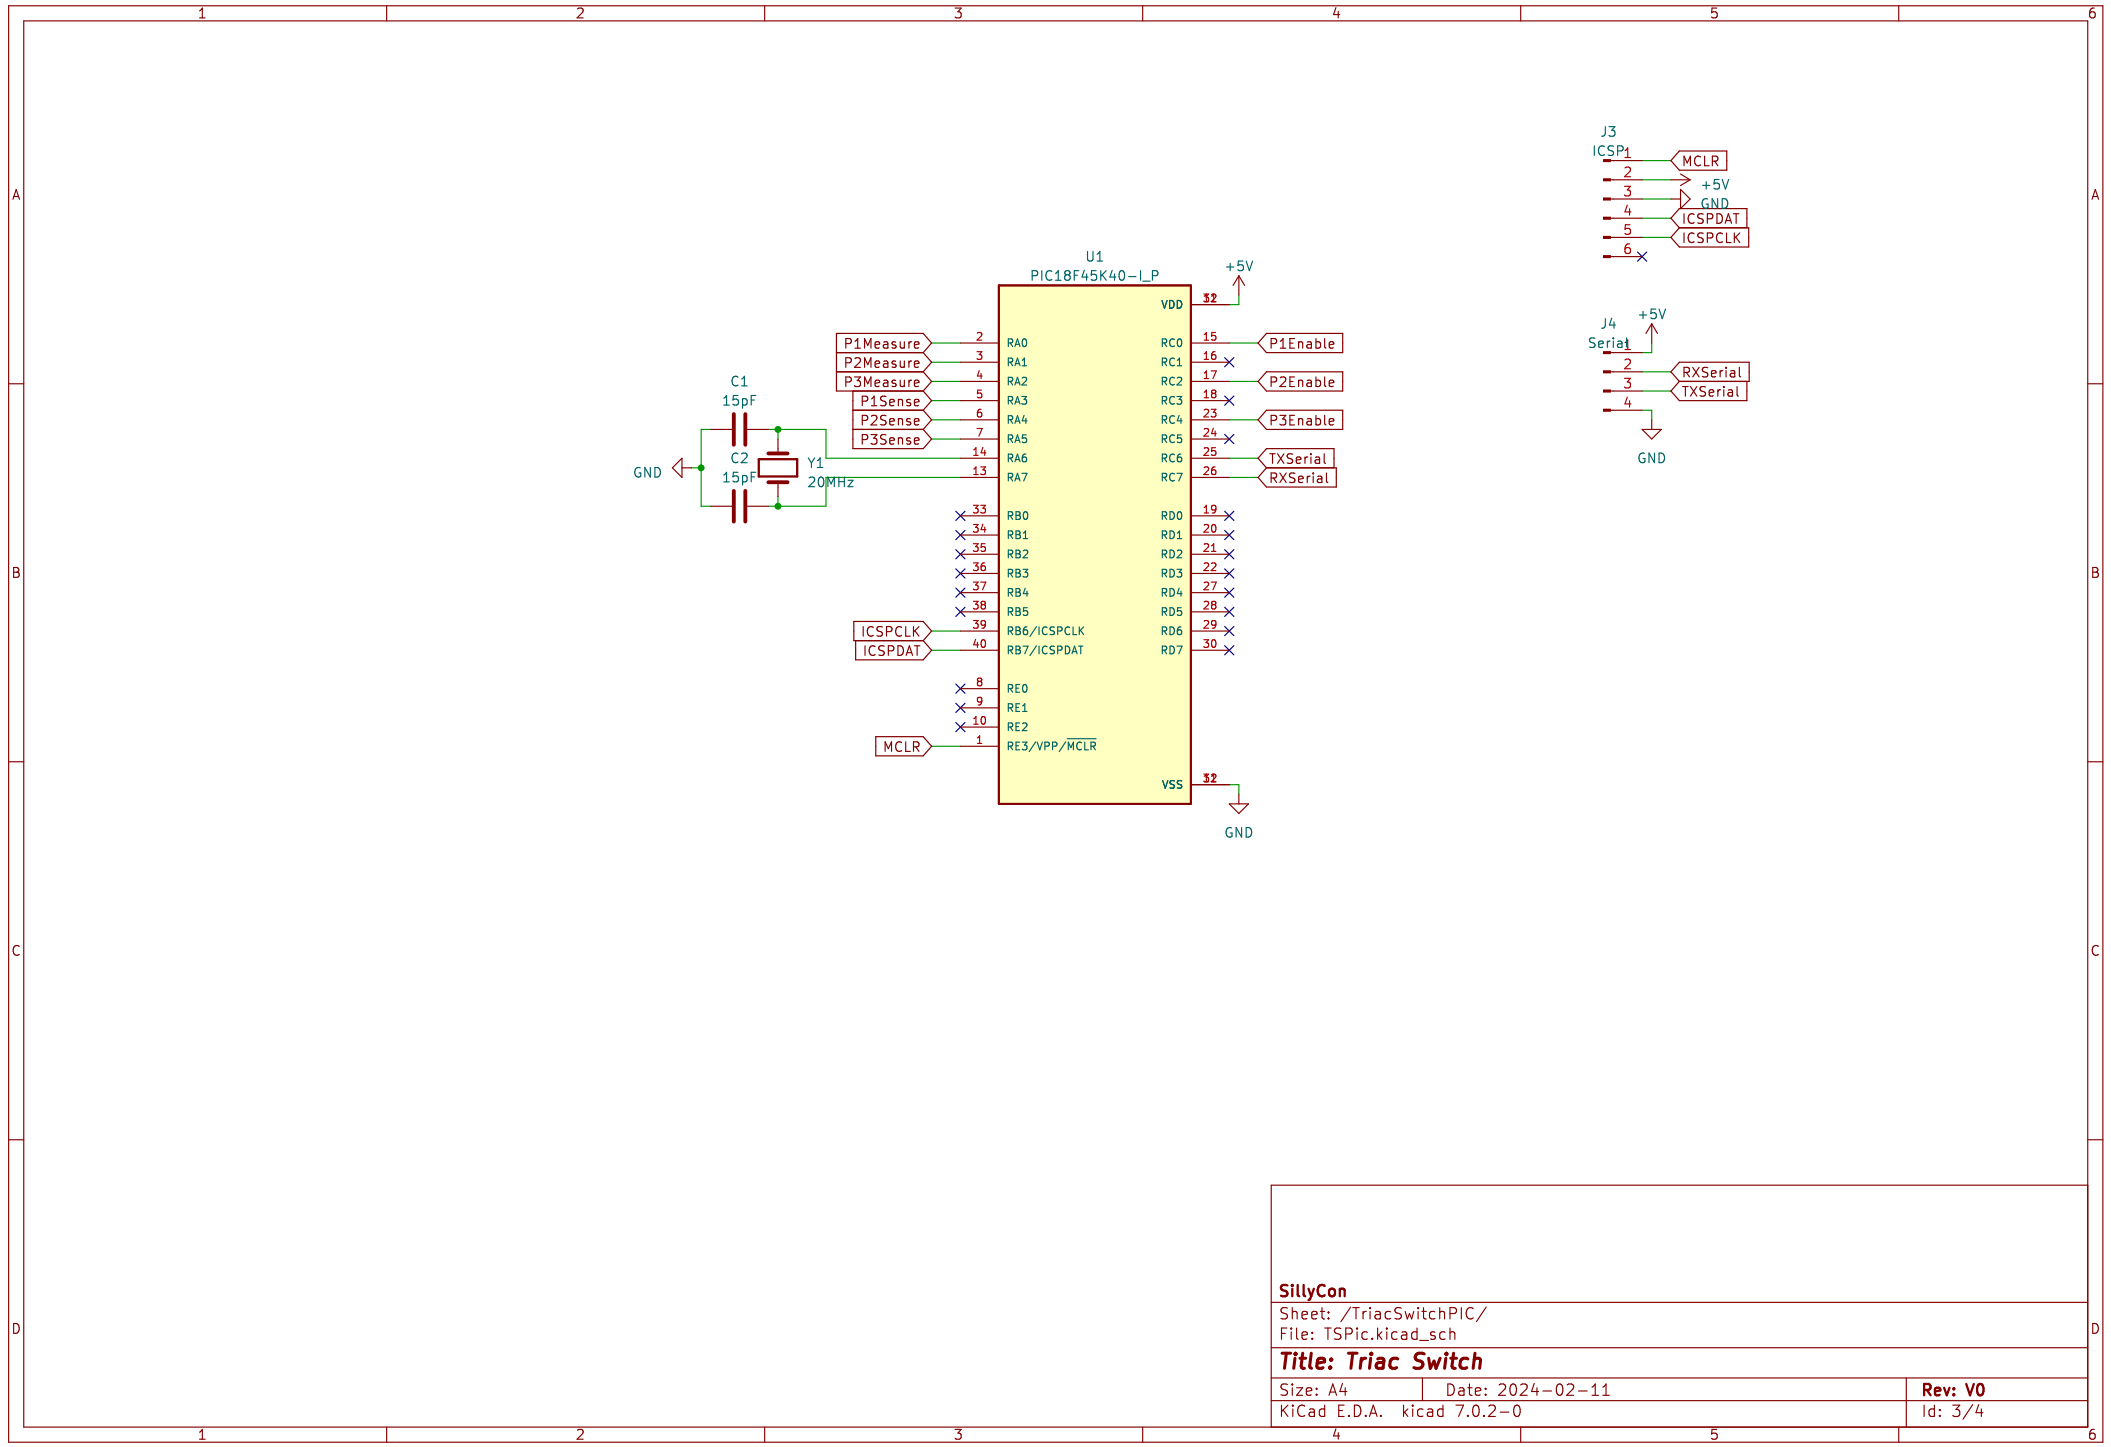 1 2 3 4 5 6
A A
B B
C C
D D
J3
ICSP
1 MCLR
2 +5V
3 GND
4 ICSPDAT
5 ICSPCLK
6
J4
Serial
+5V
1
2 RXSerial
3 TXSerial
4
GND
U1
PIC18F45K40-I_P
+5V
VDD
P1Measure 2 RA0
P2Measure 3 RA1
P3Measure 4 RA2
P1Sense 5 RA3
P2Sense 6 RA4
P3Sense 7 RA5
14 RA6
13 RA7
33 RB0
34 RB1
35 RB2
36 RB3
37 RB4
38 RB5
ICSPCLK 39 RB6/ICSPCLK
ICSPDAT 40 RB7/ICSPDAT
8 RE0
9 RE1
10 RE2
MCLR 1 RE3/VPP/MCLR
RC0 15 P1Enable
RC1 16
RC2 17 P2Enable
RC3 18
RC4 23 P3Enable
RC5 24
RC6 25 TXSerial
RC7 26 RXSerial
RD0 19
RD1 20
RD2 21
RD3 22
RD4 27
RD5 28
RD6 29
RD7 30
VSS
GND
C1
15pF
C2
15pF
GND
Y1
20MHz
SillyCon
Sheet: /TriacSwitchPIC/
File: TSPic.kicad_sch
Title: Triac Switch
Size: A4 Date: 2024-02-11 Rev: V0
KiCad E.D.A. kicad 7.0.2-0 Id: 3/4
1 2 3 4 5 6